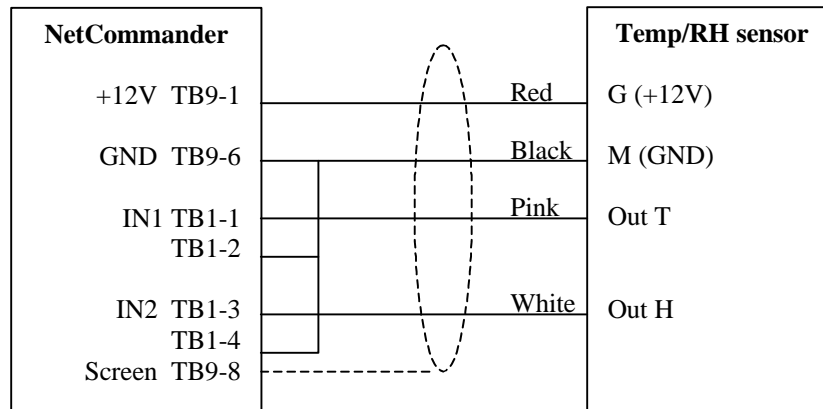 NetCommander
Temp/RH sensor
+12V TB9-1
Red
G (+12V)
GND TB9-6
Black
M (GND)
IN1 TB1-1
Pink
Out T
TB1-2
IN2 TB1-3
White
Out H
TB1-4
Screen TB9-8